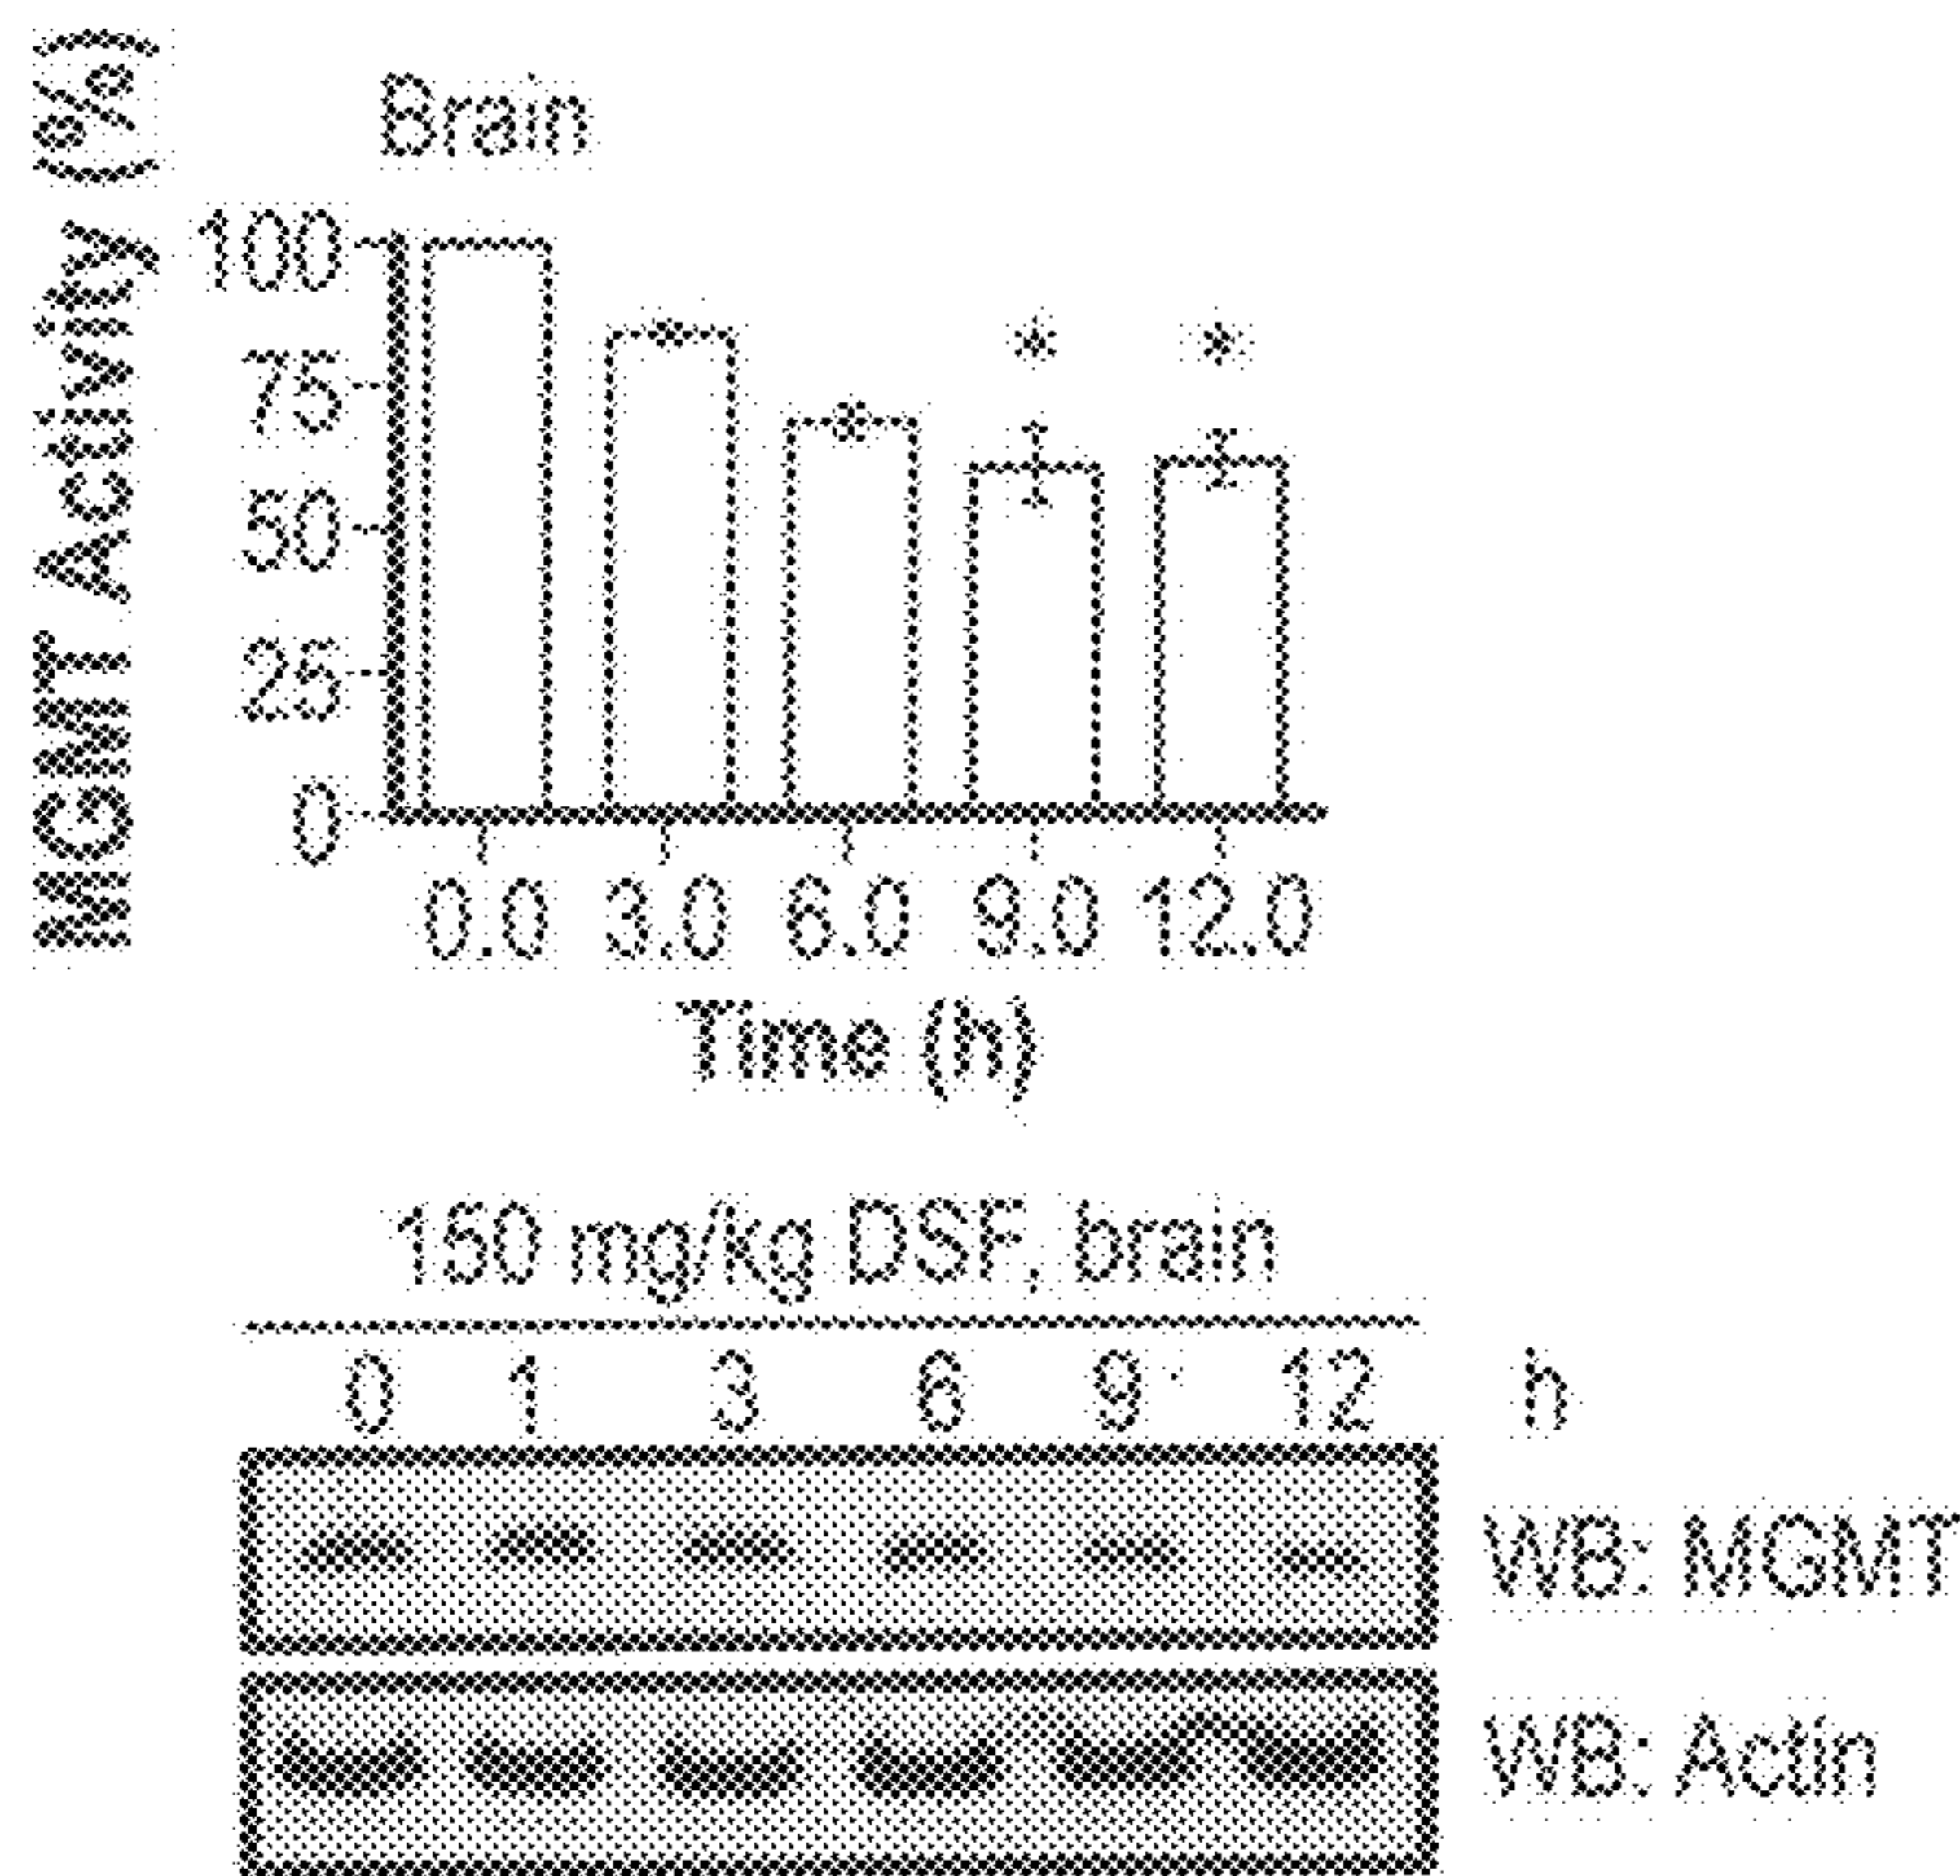 MGMT Activity (%)
Brain
100
75
50
25
0
0.0 3.0 6.0 9.0 12.0
Time (h)
* *
150 mg/kg DSF, brain
0 1 3 6 9 12 h
WB: MGMT
WB: Actin